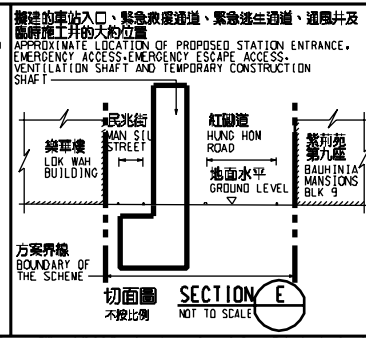 擬建的車站入口、緊急救援通道、緊急逃生通道、通風井及
臨時施工井的大約位置
APPROXIMATE LOCATION OF PROPOSED STATION ENTRANCE,
EMERGENCY ACCESS,EMERGENCY ESCAPE ACCESS,
VENTILATION SHAFT AND TEMPORARY CONSTRUCTION
SHAFT
民兆街
MAN SIU
STREET
紅磡道
HUNG HOM
ROAD
樂華樓
LOK WAH
BUILDING
紫荊苑
第九座
BAUHINIA
MANSIONS
BLK 9
地面水平
GROUND LEVEL
方案界線
BOUNDARY OF
THE SCHEME
切面圖
不按比例
SECTION E
NOT TO SCALE